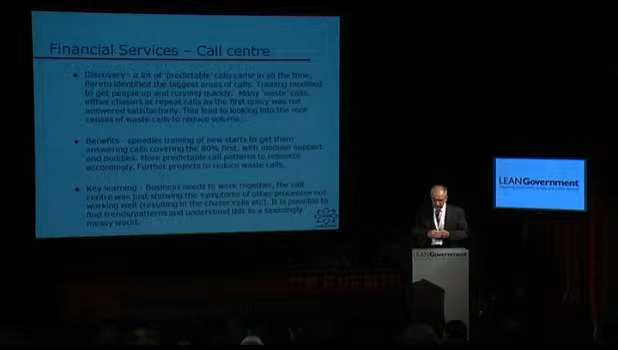 Financial Services – Call centre
Discovery – a lot of 'predictable' calls came in all the time,
Pareto identified the biggest areas of calls. Training modified
to get people up and running quickly. Many 'waste' calls,
either chasers or repeat calls as the first query was not
answered satisfactorily. This lead to looking into the root
causes of waste calls to reduce volume.
Benefits – speedier training of new starts to get them
answering calls covering the 80% first, with modular support
and buddies. More predictable call patterns to resource
accordingly. Further projects to reduce waste calls.
Key learning – Business needs to work together, the call
centre was just showing the symptoms of other processes not
working well (resulting in the chaser calls etc). It is possible to
find trends/patterns and understand this in a seemingly
messy world.
LEANGovernment
LEANGovernment